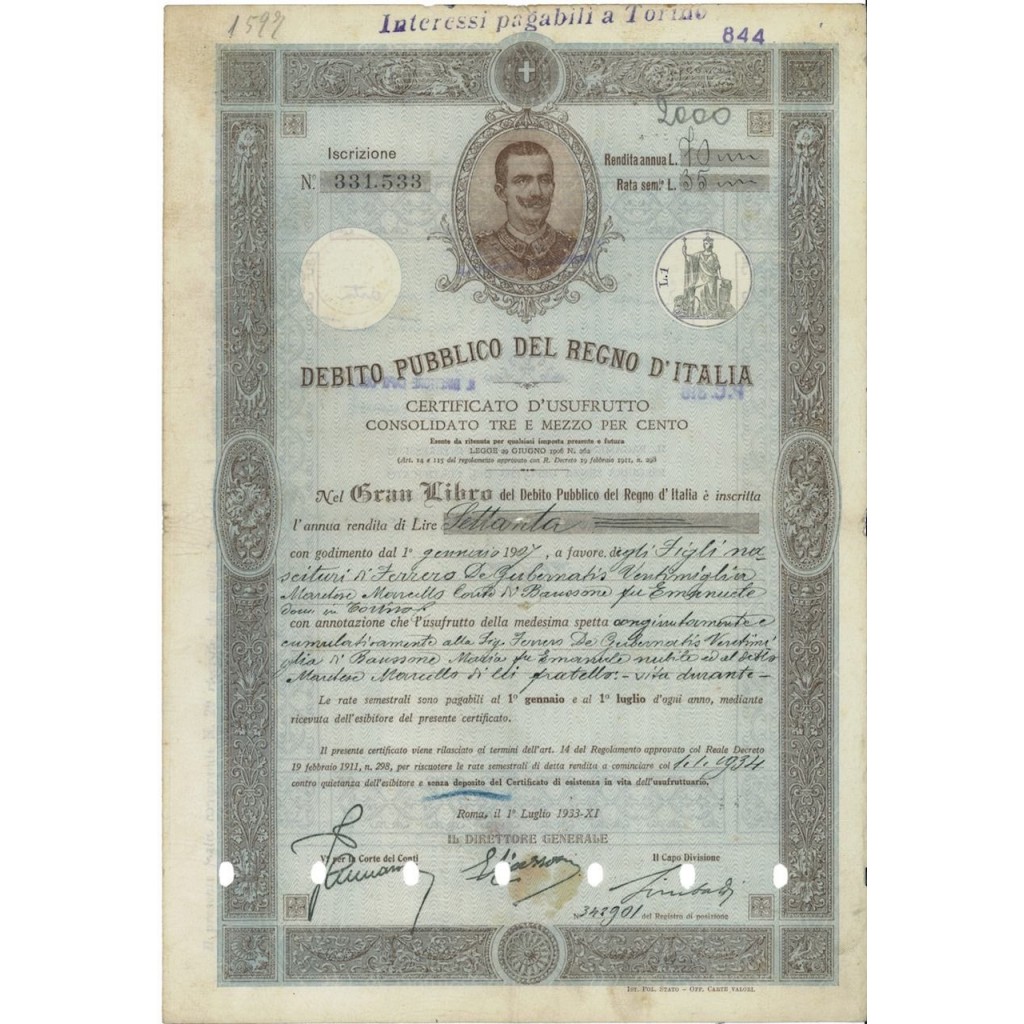 1592
Interessi pagabili a Torino
844
2000
Iscrizione
N.º 331.533
Rendita annua L. 70
Rata sem.le L. 35
L.1
DEBITO PUBBLICO DEL REGNO D'ITALIA
CERTIFICATO D'USUFRUTTO
CONSOLIDATO TRE E MEZZO PER CENTO
Esente da ritenuta per qualsiasi imposta presente e futura
LEGGE 29 GIUGNO 1906 N. 262
(Art. 14 e 115 del regolamento approvato con R. Decreto 19 febbraio 1911, n. 298
Nel Gran Libro del Debito Pubblico del Regno d'Italia è inscritta
l'annua rendita di Lire Settanta
con godimento dal 1º gennaio 1927, a favore degli Figli na-
scituri di Ferrero De Gubernatis Ventimiglia
Marcello Conte di Baussone fu Emanuele
dom. in Torino
con annotazione che l'usufrutto della medesima spetta congiuntamente e
cumulativamente alla Sig. Ferrero De Gubernatis Ventimi
glia di Baussone Maria fu Emanuele nubile ed al detto
Marcello di lei fratello - vita durante -
Le rate semestrali sono pagabili al 1º gennaio e al 1º luglio d'ogni anno, mediante
ricevuta dell'esibitore del presente certificato.
Il presente certificato viene rilasciato ai termini dell'art. 14 del Regolamento approvato col Reale Decreto
19 febbraio 1911, n. 298, per riscuotere le rate semestrali di detta rendita a cominciare col 1.1.1934
contro quietanza dell'esibitore e senza deposito del Certificato di esistenza in vita dell'usufruttuario.
Roma, il 1º Luglio 1933-XI
IL DIRETTORE GENERALE
Vº per la Corte dei Conti
Il Capo Divisione
N. 343,901 del Registro di posizione
IST. POL. STATO - OFF. CARTE VALORI.